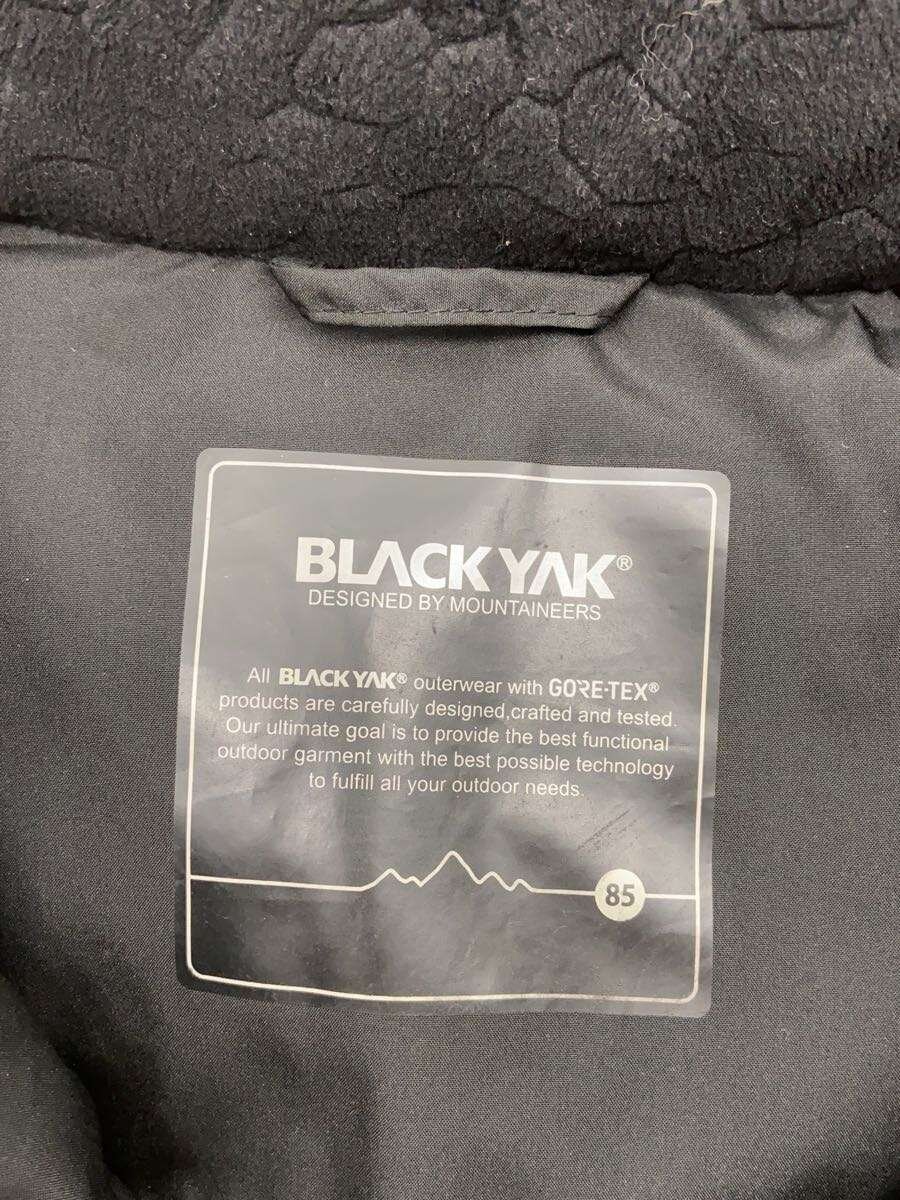 BLACK YAK®
DESIGNED BY MOUNTAINEERS
All BLACK YAK® outerwear with GORE-TEX®
products are carefully designed,crafted and tested.
Our ultimate goal is to provide the best functional
outdoor garment with the best possible technology
to fulfill all your outdoor needs.
85